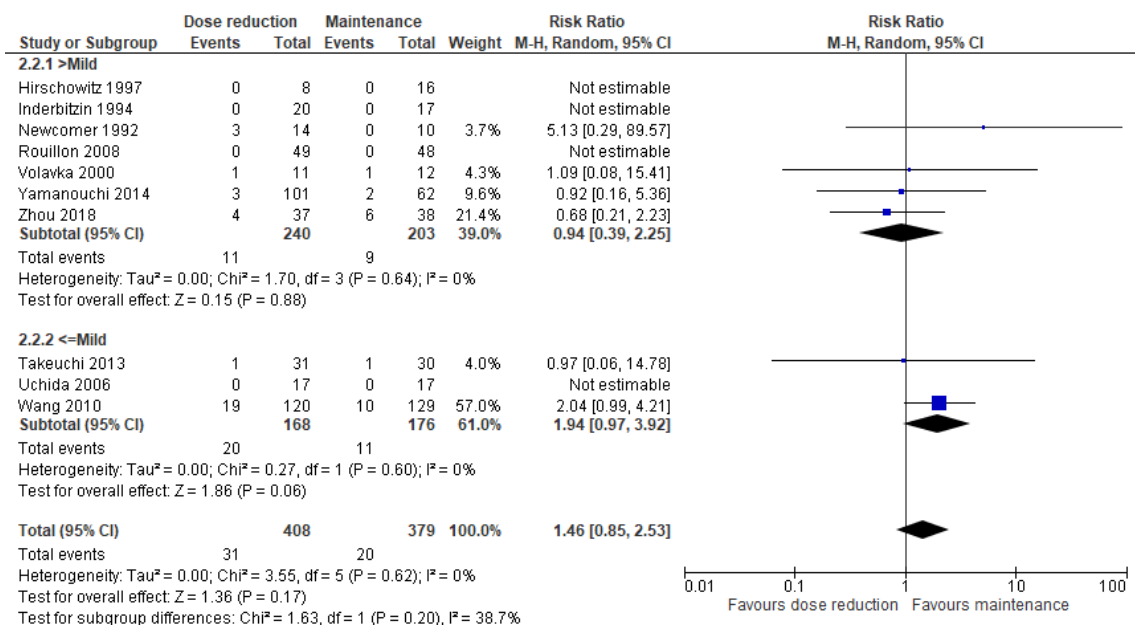 Dose reduction Maintenance Risk Ratio Risk Ratio
Study or Subgroup Events Total Events Total Weight M-H, Random, 95% CI M-H, Random, 95% CI
2.2.1 >Mild
Hirschowitz 1997 0 8 0 16 Not estimable
Inderbitzin 1994 0 20 0 17 Not estimable
Newcomer 1992 3 14 0 10 3.7% 5.13 [0.29, 89.57]
Rouillon 2008 0 49 0 48 Not estimable
Volavka 2000 1 11 1 12 4.3% 1.09 [0.08, 15.41]
Yamanouchi 2014 3 101 2 62 9.6% 0.92 [0.16, 5.36]
Zhou 2018 4 37 6 38 21.4% 0.68 [0.21, 2.23]
Subtotal (95% CI) 240 203 39.0% 0.94 [0.39, 2.25]
Total events 11 9
Heterogeneity: Tau² = 0.00; Chi² = 1.70, df = 3 (P = 0.64); I² = 0%
Test for overall effect: Z = 0.15 (P = 0.88)
2.2.2 <=Mild
Takeuchi 2013 1 31 1 30 4.0% 0.97 [0.06, 14.78]
Uchida 2006 0 17 0 17 Not estimable
Wang 2010 19 120 10 129 57.0% 2.04 [0.99, 4.21]
Subtotal (95% CI) 168 176 61.0% 1.94 [0.97, 3.92]
Total events 20 11
Heterogeneity: Tau² = 0.00; Chi² = 0.27, df = 1 (P = 0.60); I² = 0%
Test for overall effect: Z = 1.86 (P = 0.06)
Total (95% CI) 408 379 100.0% 1.46 [0.85, 2.53]
Total events 31 20
Heterogeneity: Tau² = 0.00; Chi² = 3.55, df = 5 (P = 0.62); I² = 0%
Test for overall effect: Z = 1.36 (P = 0.17)
Test for subgroup differences: Chi² = 1.63, df = 1 (P = 0.20), I² = 38.7%
0.01 0.1 1 10 100
Favours dose reduction Favours maintenance